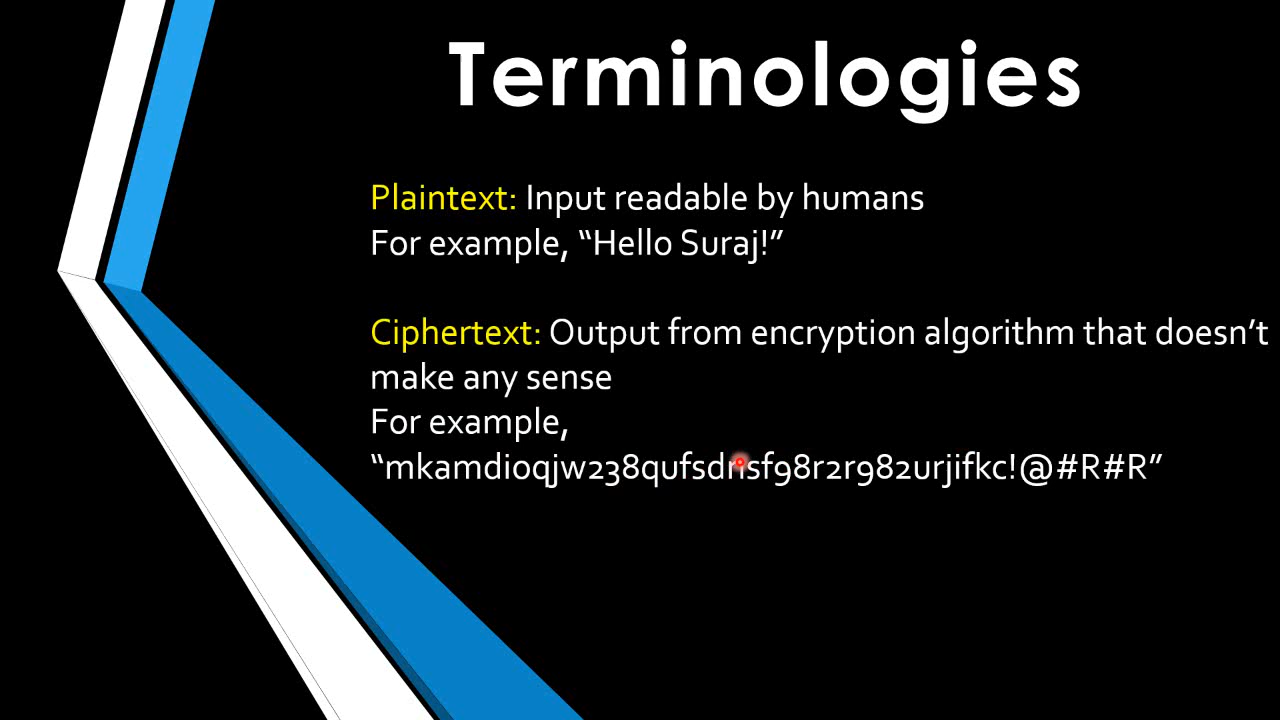 Terminologies
Plaintext: Input readable by humans
For example, “Hello Suraj!”
Ciphertext: Output from encryption algorithm that doesn’t
make any sense
For example,
“mkamdioqjw238qufsdnsf98r2r982urjifkc!@#R#R”